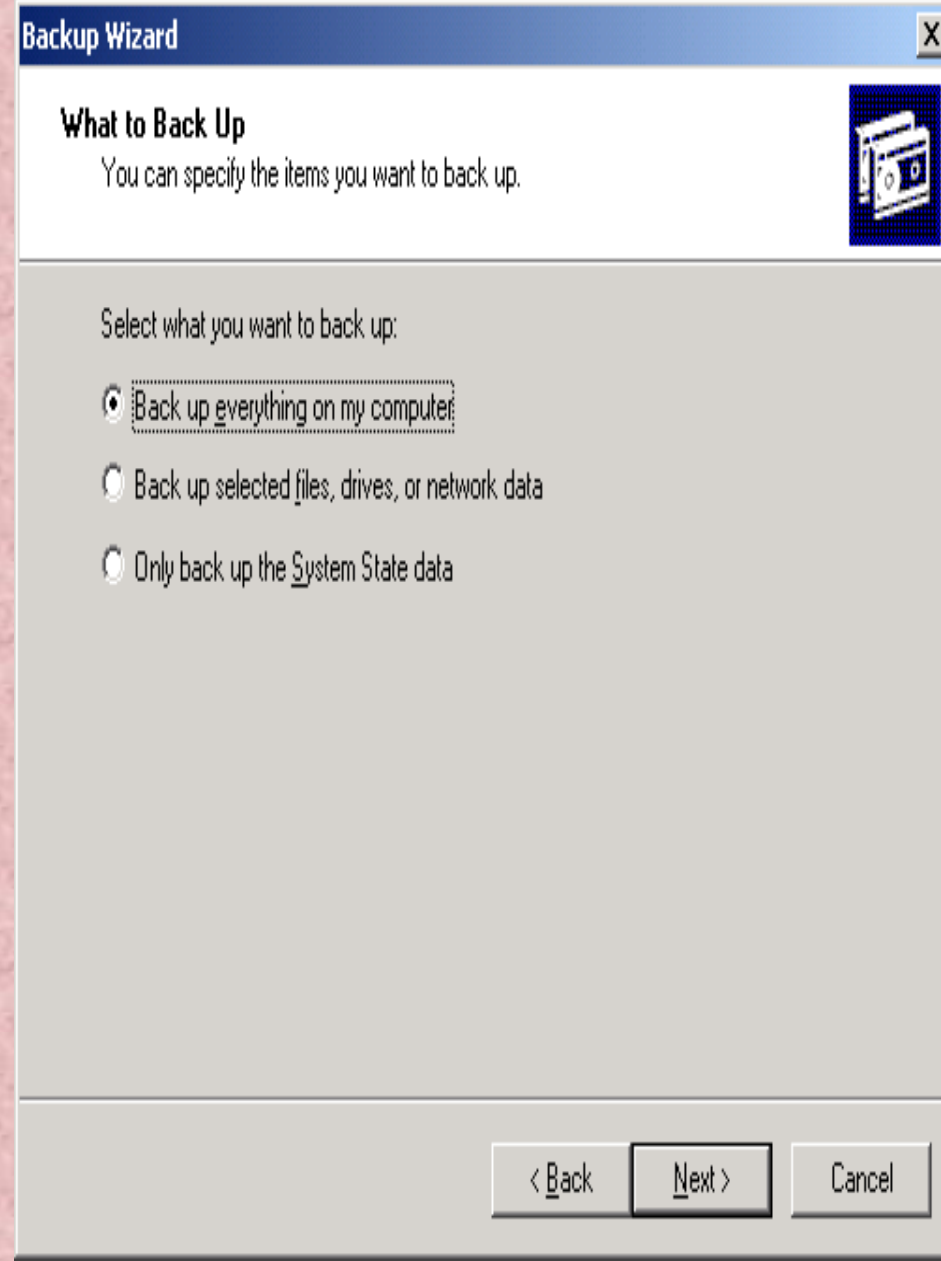 Backup Wizard
X
What to Back Up
You can specify the items you want to back up.
Select what you want to back up:
Back up everything on my computer
Back up selected files, drives, or network data
Only back up the System State data
< Back Next > Cancel